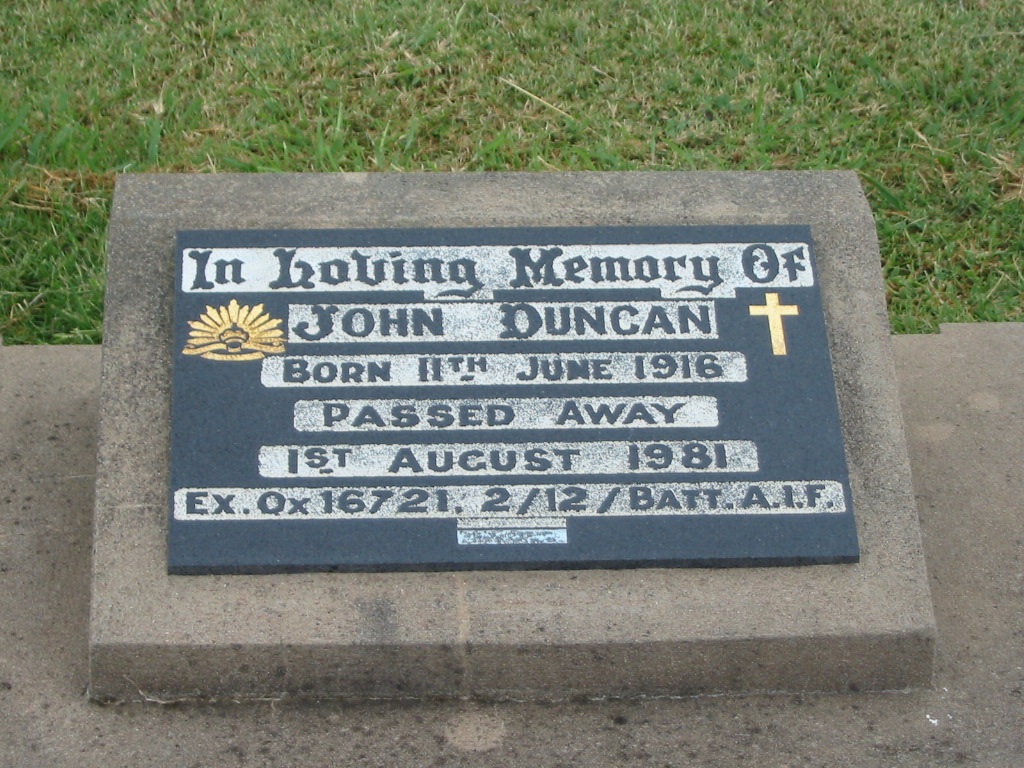 In Loving Memory Of
JOHN DUNCAN
BORN 11TH JUNE 1916
PASSED AWAY
1ST AUGUST 1981
EX. QX16721. 2/12/BATT. A.I.F.